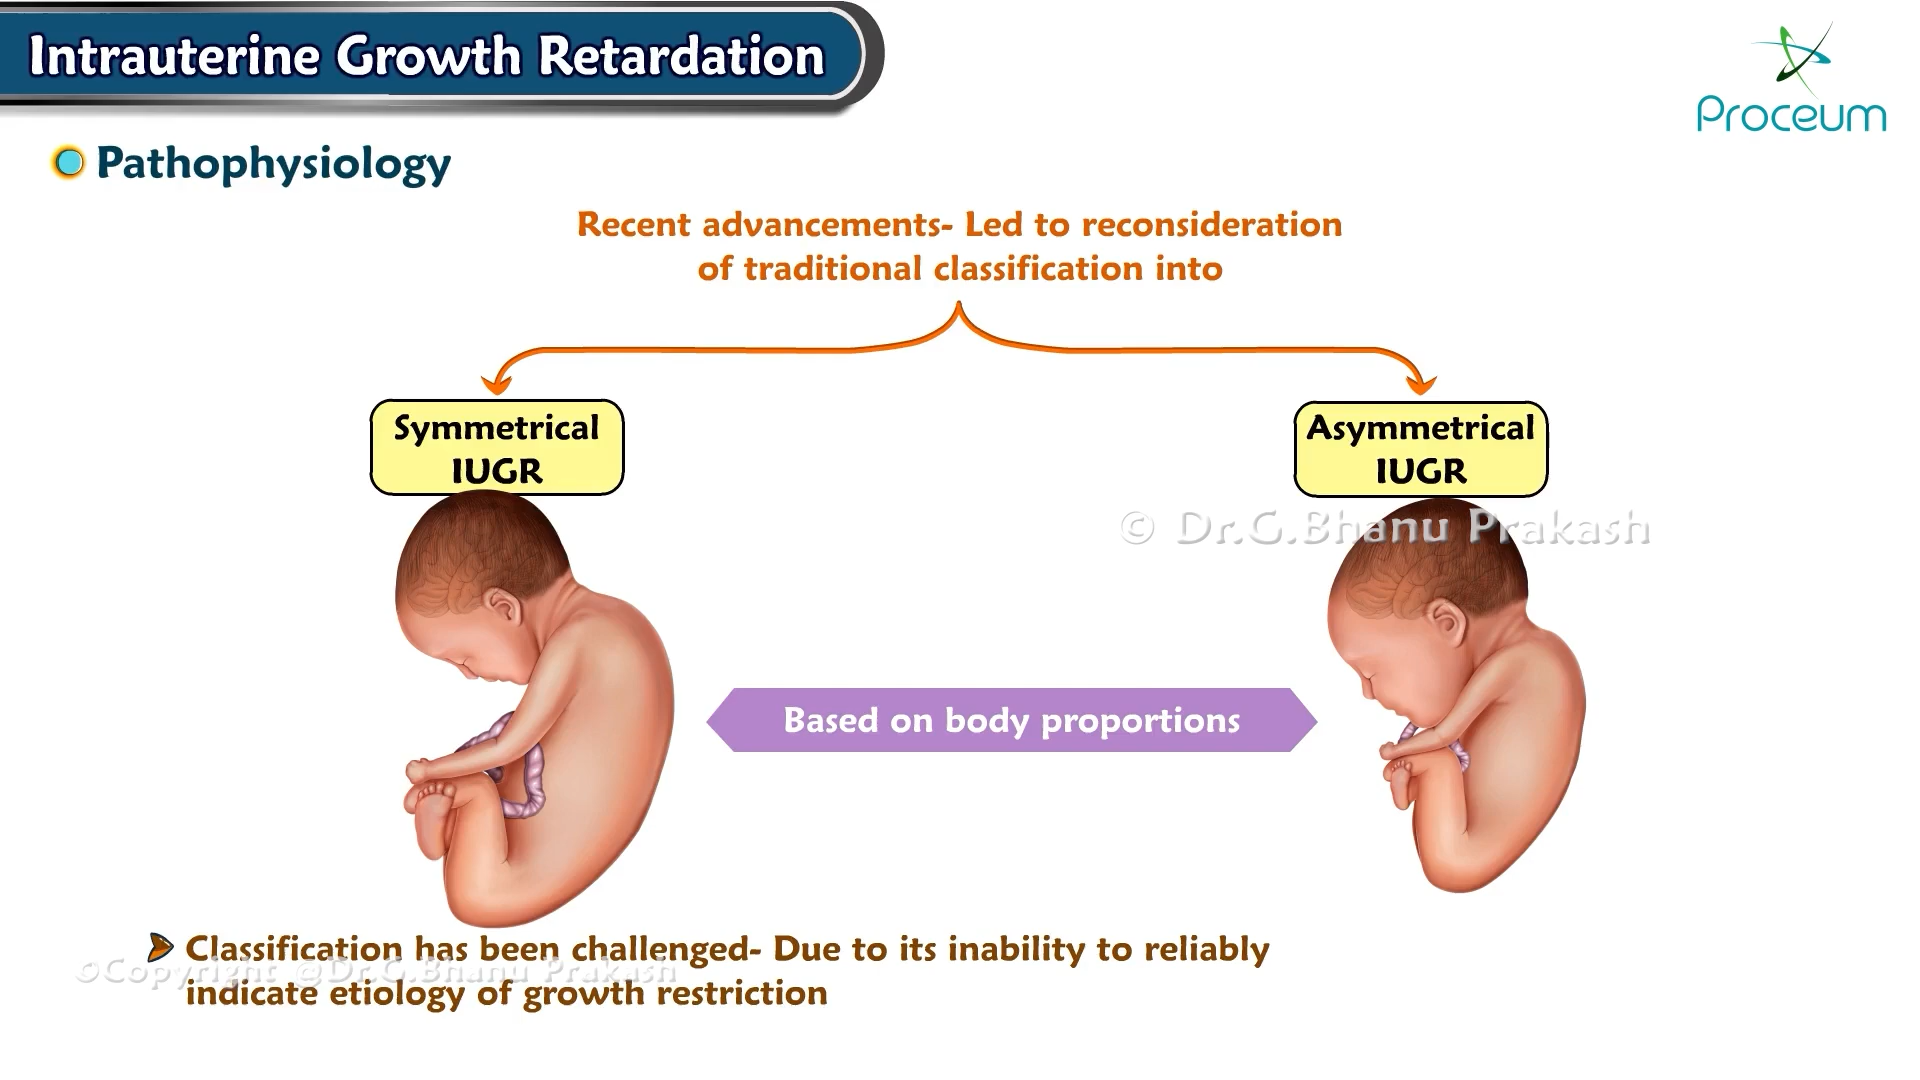 Intrauterine Growth Retardation
Proceum
Pathophysiology
Recent advancements- Led to reconsideration
of traditional classification into
Symmetrical
IUGR
Asymmetrical
IUGR
© Dr.G.Bhanu Prakash
Based on body proportions
Classification has been challenged- Due to its inability to reliably
©Copyright @Dr.G.Bhanu Prakash
indicate etiology of growth restriction